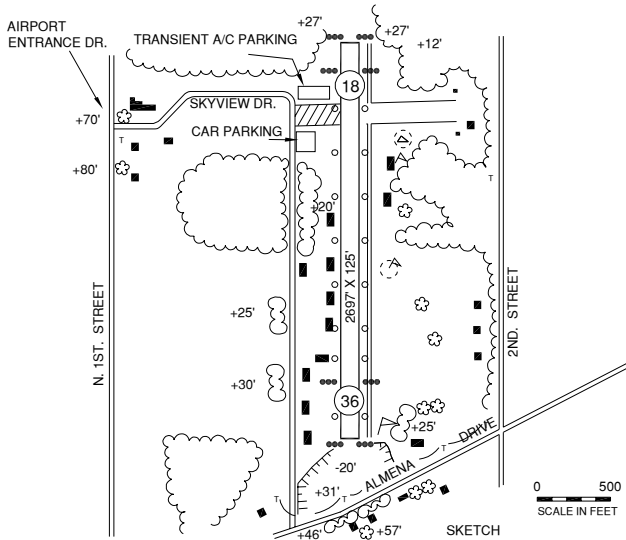 AIRPORT
ENTRANCE DR.
TRANSIENT A/C PARKING
+27'
+27'
+12'
18
SKYVIEW DR.
+70'
CAR PARKING
T
+80'
T
+20'
2697' X 125'
N. 1ST. STREET
2ND. STREET
+25'
+30'
36
+25'
ALMENA DRIVE
T
-20'
+31'
T
T
+46'
+57'
0 500
SCALE IN FEET
SKETCH